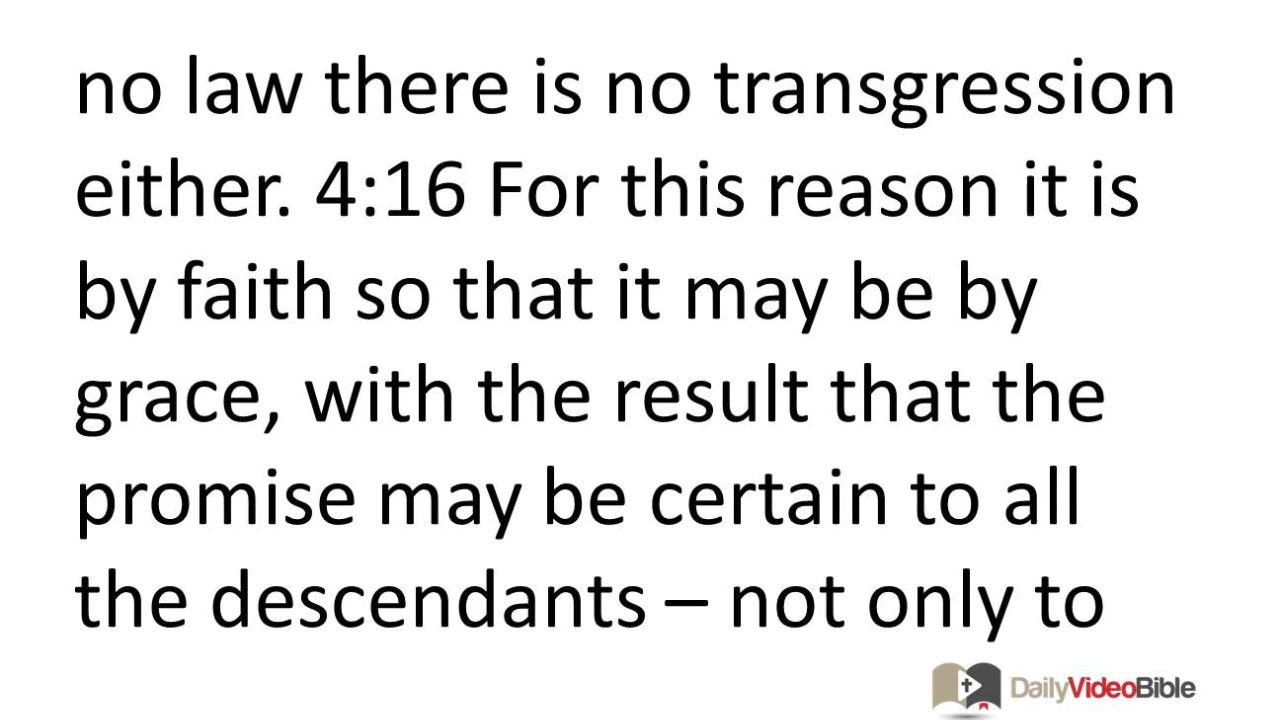 no law there is no transgression
either. 4:16 For this reason it is
by faith so that it may be by
grace, with the result that the
promise may be certain to all
the descendants – not only to
DailyVideoBible